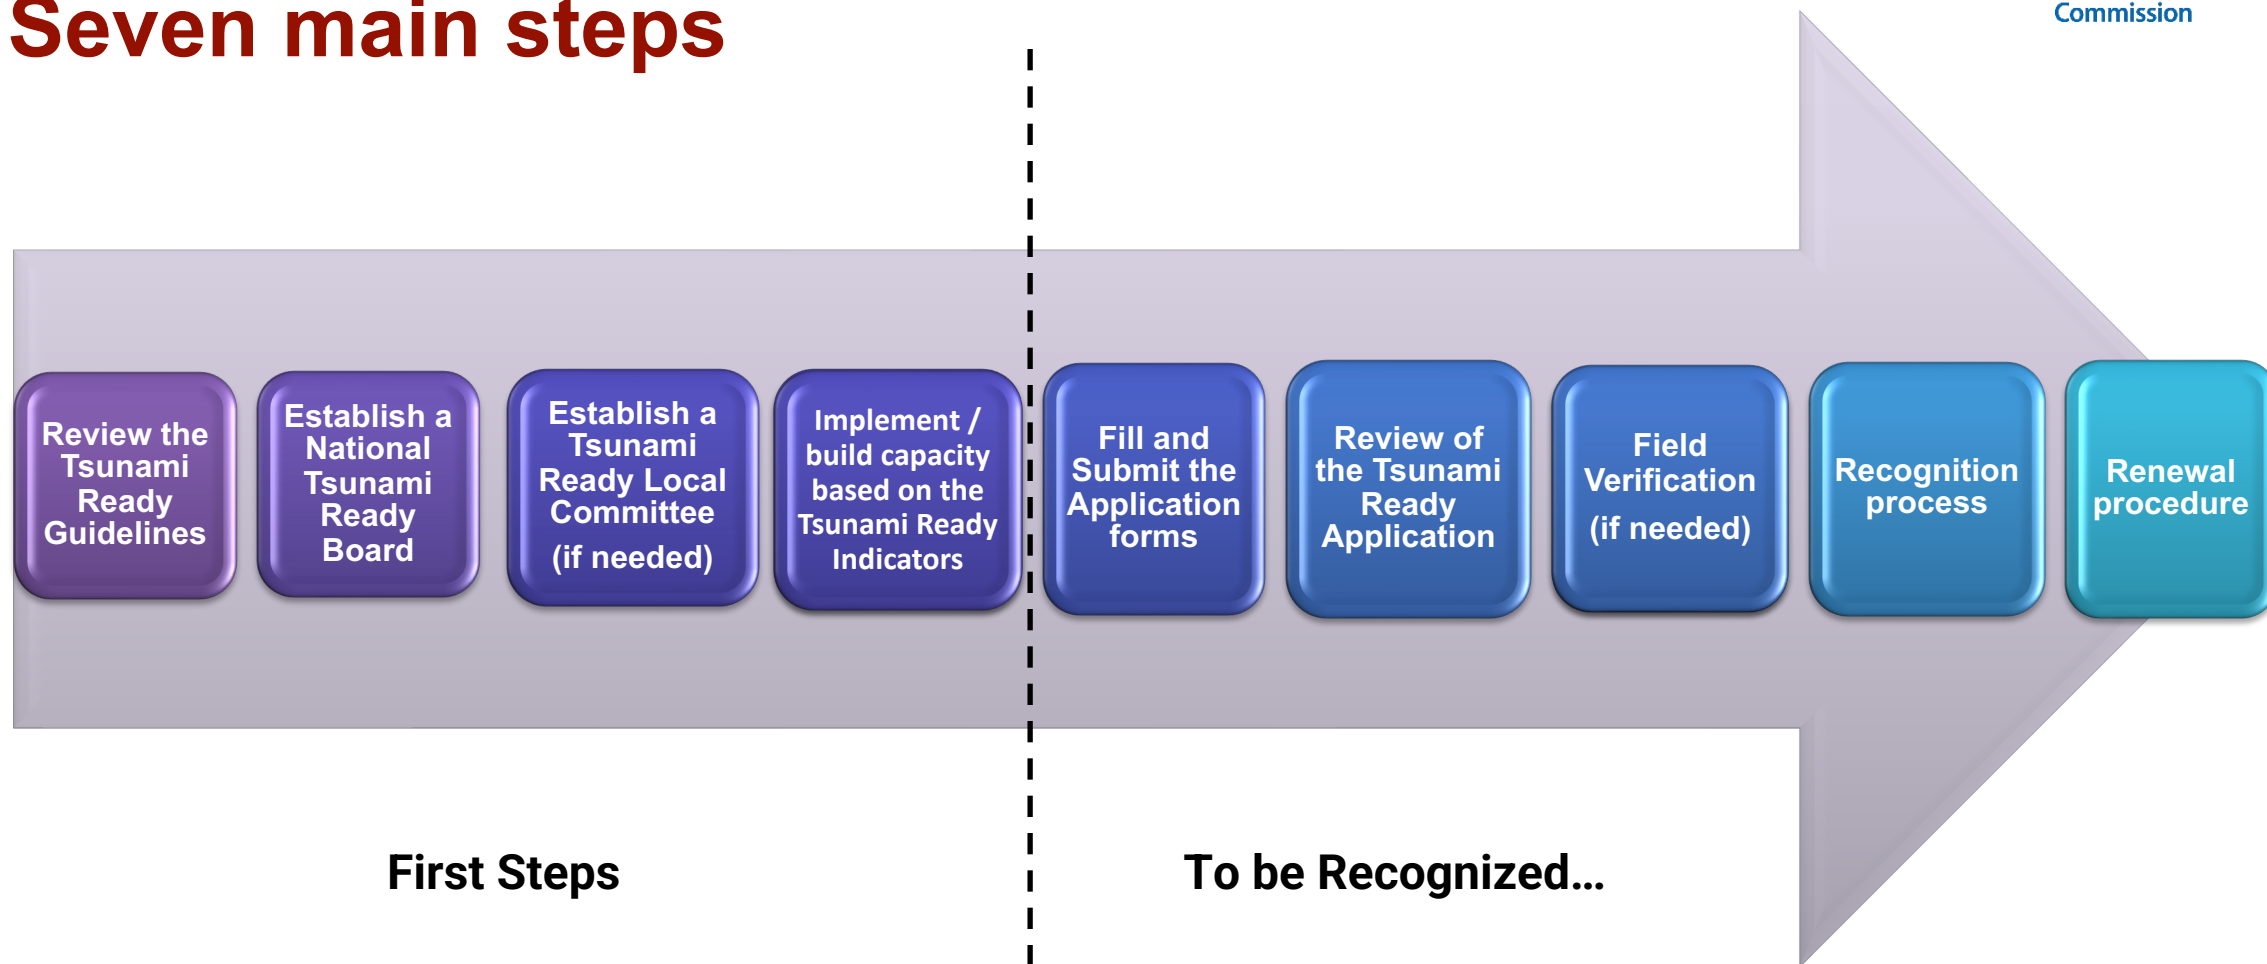 Seven main steps
Commission
Review the
Tsunami
Ready
Guidelines
Establish a
National
Tsunami
Ready
Board
Establish a
Tsunami
Ready Local
Committee
(if needed)
Implement /
build capacity
based on the
Tsunami Ready
Indicators
Fill and
Submit the
Application
forms
Review of
the Tsunami
Ready
Application
Field
Verification
(if needed)
Recognition
process
Renewal
procedure
First Steps
To be Recognized...